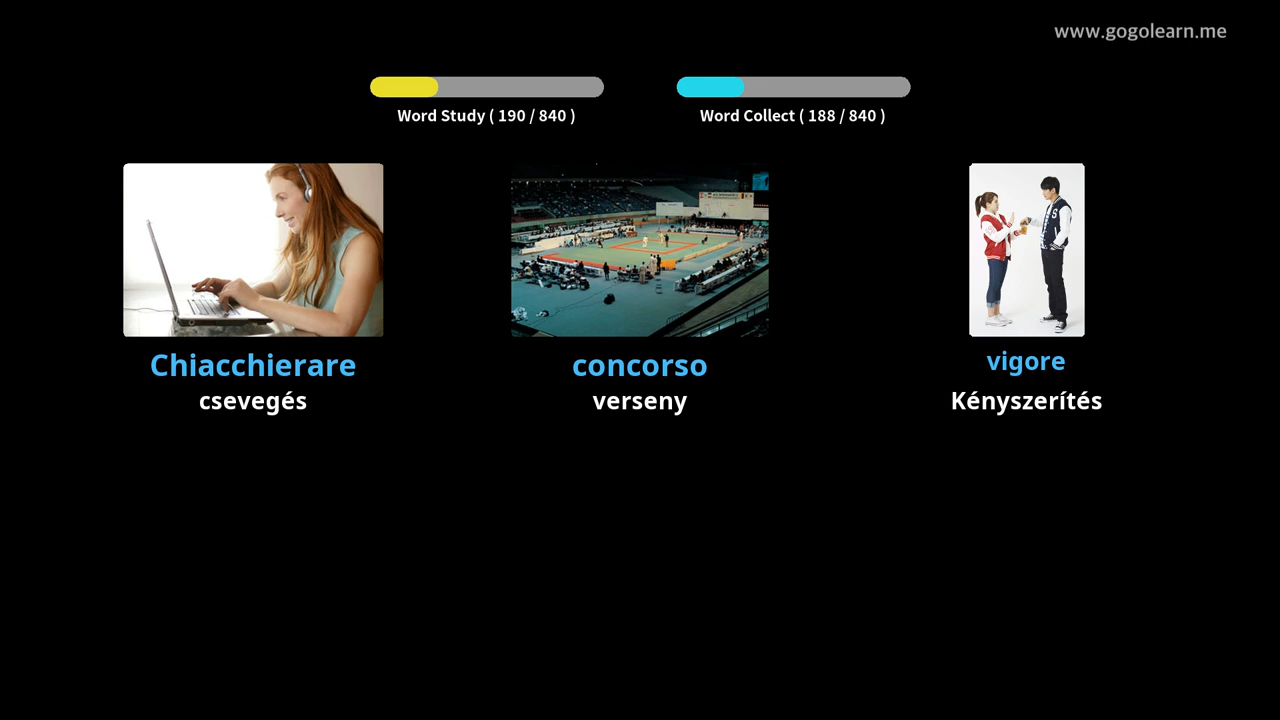 www.gogolearn.me
Word Study ( 190 / 840 )
Word Collect ( 188 / 840 )
Chiacchierare
csevegés
concorso
verseny
vigore
Kényszerítés